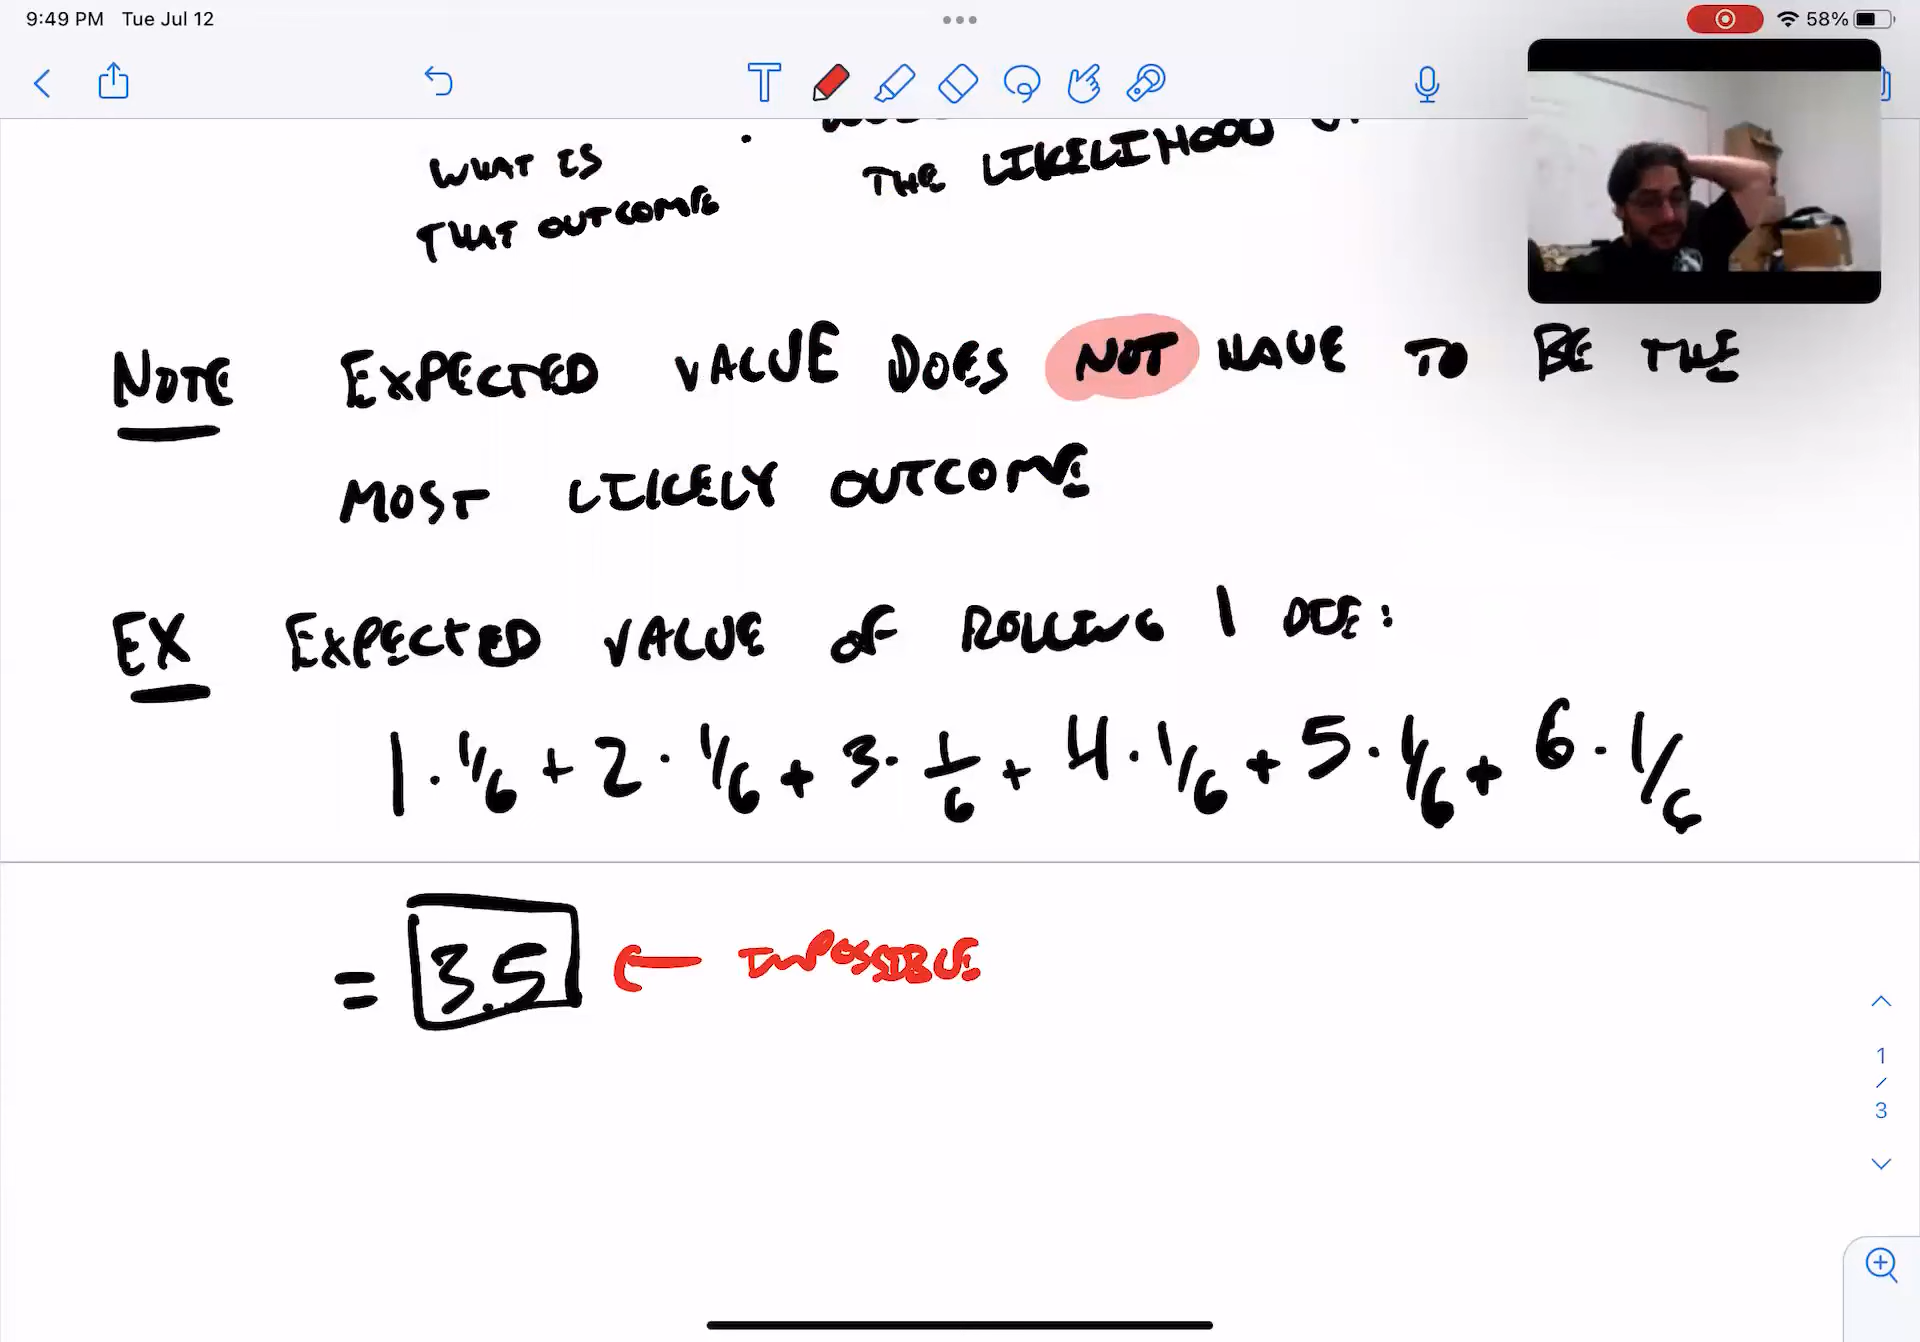 9:49 PM Tue Jul 12
58%
T
WHAT IS
THAT OUTCOME
.
THE LIKELIHOOD
NOTE EXPECTED VALUE DOES NOT HAVE TO BE THE
MOST LIKELY OUTCOME
EX EXPECTED VALUE OF ROLLING 1 DIE:
1 · 1/6 + 2 · 1/6 + 3 · 1/6 + 4 · 1/6 + 5 · 1/6 + 6 · 1/6
= 3.5 ← IMPOSSIBLE
1
/
3